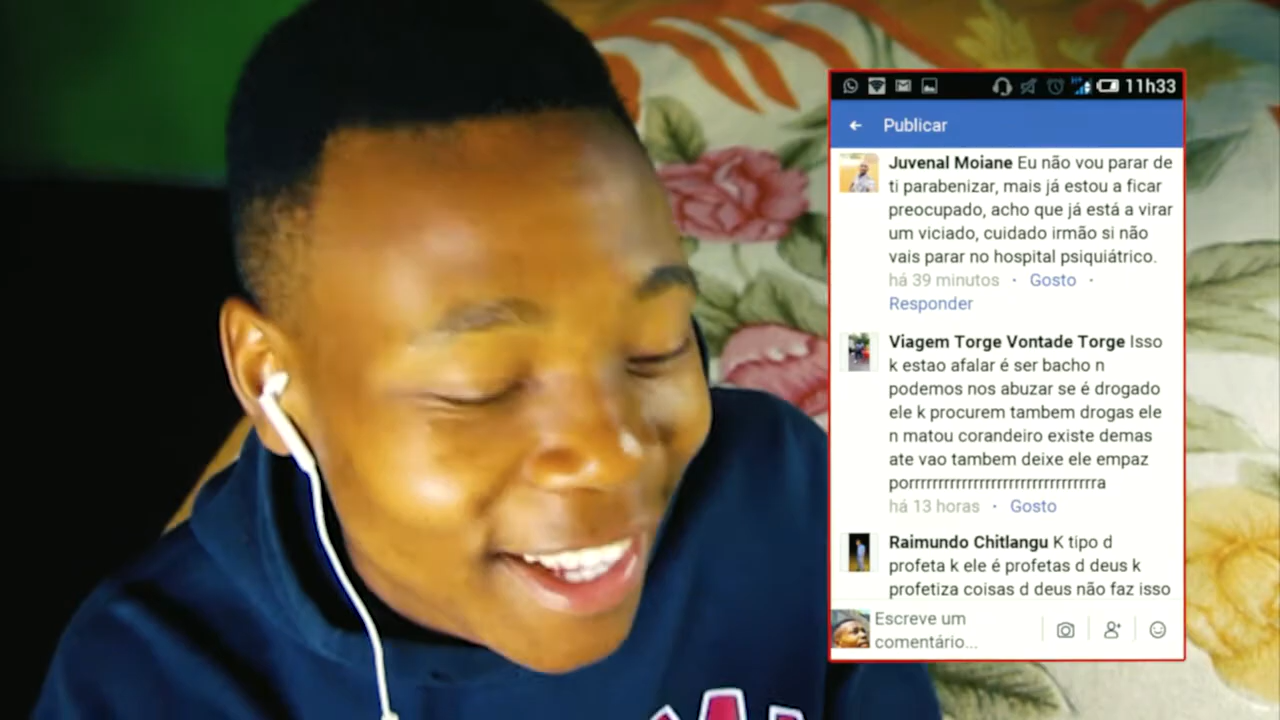 11h33
Publicar
Juvenal Moiane Eu não vou parar de
ti parabenizar, mais já estou a ficar
preocupado, acho que já está a virar
um viciado, cuidado irmão si não
vais parar no hospital psiquiátrico.
há 39 minutos · Gosto ·
Responder
Viagem Torge Vontade Torge Isso
k estao afalar é ser bacho n
podemos nos abuzar se é drogado
ele k procurem tambem drogas ele
n matou corandeiro existe demas
ate vao tambem deixe ele empaz
porrrrrrrrrrrrrrrrrrrrrrrrrrrrrrrrra
há 13 horas · Gosto
Raimundo Chitlangu K tipo d
profeta k ele é profetas d deus k
profetiza coisas d deus não faz isso
Escreve um
comentário...